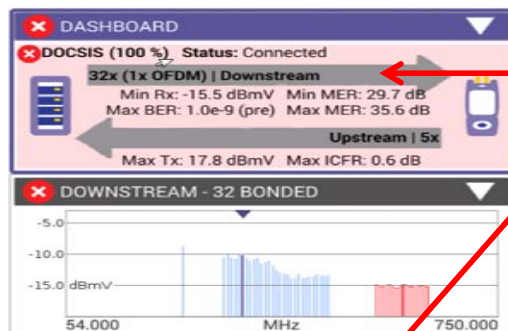 DASHBOARD
DOCSIS (100 %) Status: Connected
32x (1x OFDM) | Downstream
Min Rx: -15.5 dBmV Min MER: 29.7 dB
Max BER: 1.0e-9 (pre) Max MER: 35.6 dB
Upstream | 5x
Max Tx: 17.8 dBmV Max ICFR: 0.6 dB
DOWNSTREAM - 32 BONDED
-5.0
-10.0
-15.0 dBmV
54.000 MHz 750.000